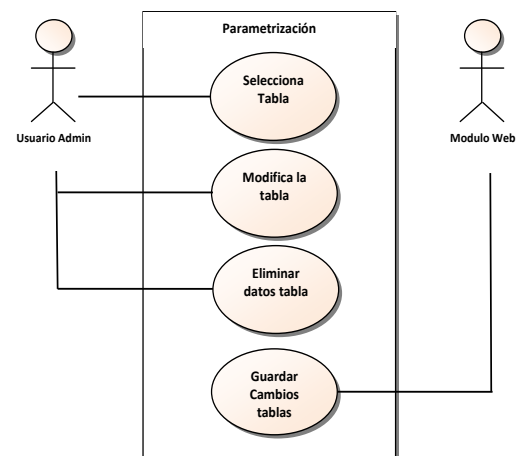 Parametrización
Selecciona
Tabla
Usuario Admin
Modulo Web
Modifica la
tabla
Eliminar
datos tabla
Guardar
Cambios
tablas